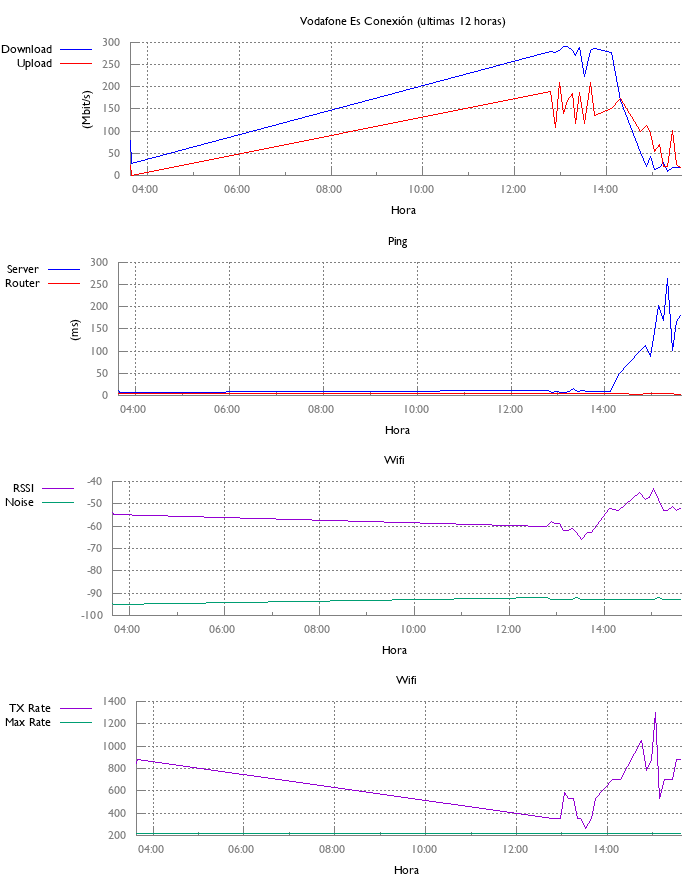 Vodafone Es Conexión (ultimas 12 horas)
Download
Upload
300
250
200
150
100
50
0
(Mbit/s)
04:00 06:00 08:00 10:00 12:00 14:00
Hora
Ping
Server
Router
300
250
200
150
100
50
0
(ms)
04:00 06:00 08:00 10:00 12:00 14:00
Hora
Wifi
RSSI
Noise
-40
-50
-60
-70
-80
-90
-100
04:00 06:00 08:00 10:00 12:00 14:00
Hora
Wifi
TX Rate
Max Rate
1400
1200
1000
800
600
400
200
04:00 06:00 08:00 10:00 12:00 14:00
Hora